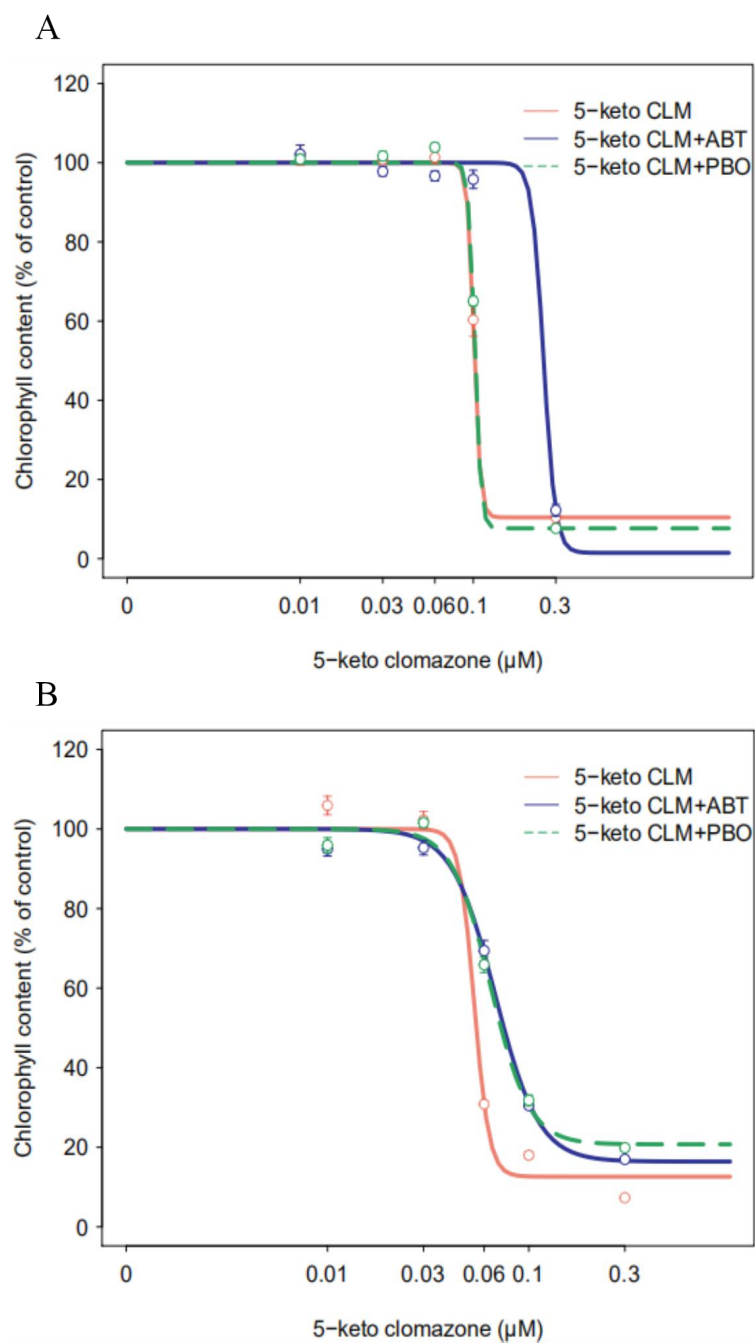 A
120
100
80
60
40
20
0
Chlorophyll content (% of control)
5−keto CLM
5−keto CLM+ABT
5−keto CLM+PBO
0 0.01 0.03 0.06 0.1 0.3
5−keto clomazone (µM)
B
120
100
80
60
40
20
0
Chlorophyll content (% of control)
5−keto CLM
5−keto CLM+ABT
5−keto CLM+PBO
0 0.01 0.03 0.06 0.1 0.3
5−keto clomazone (µM)